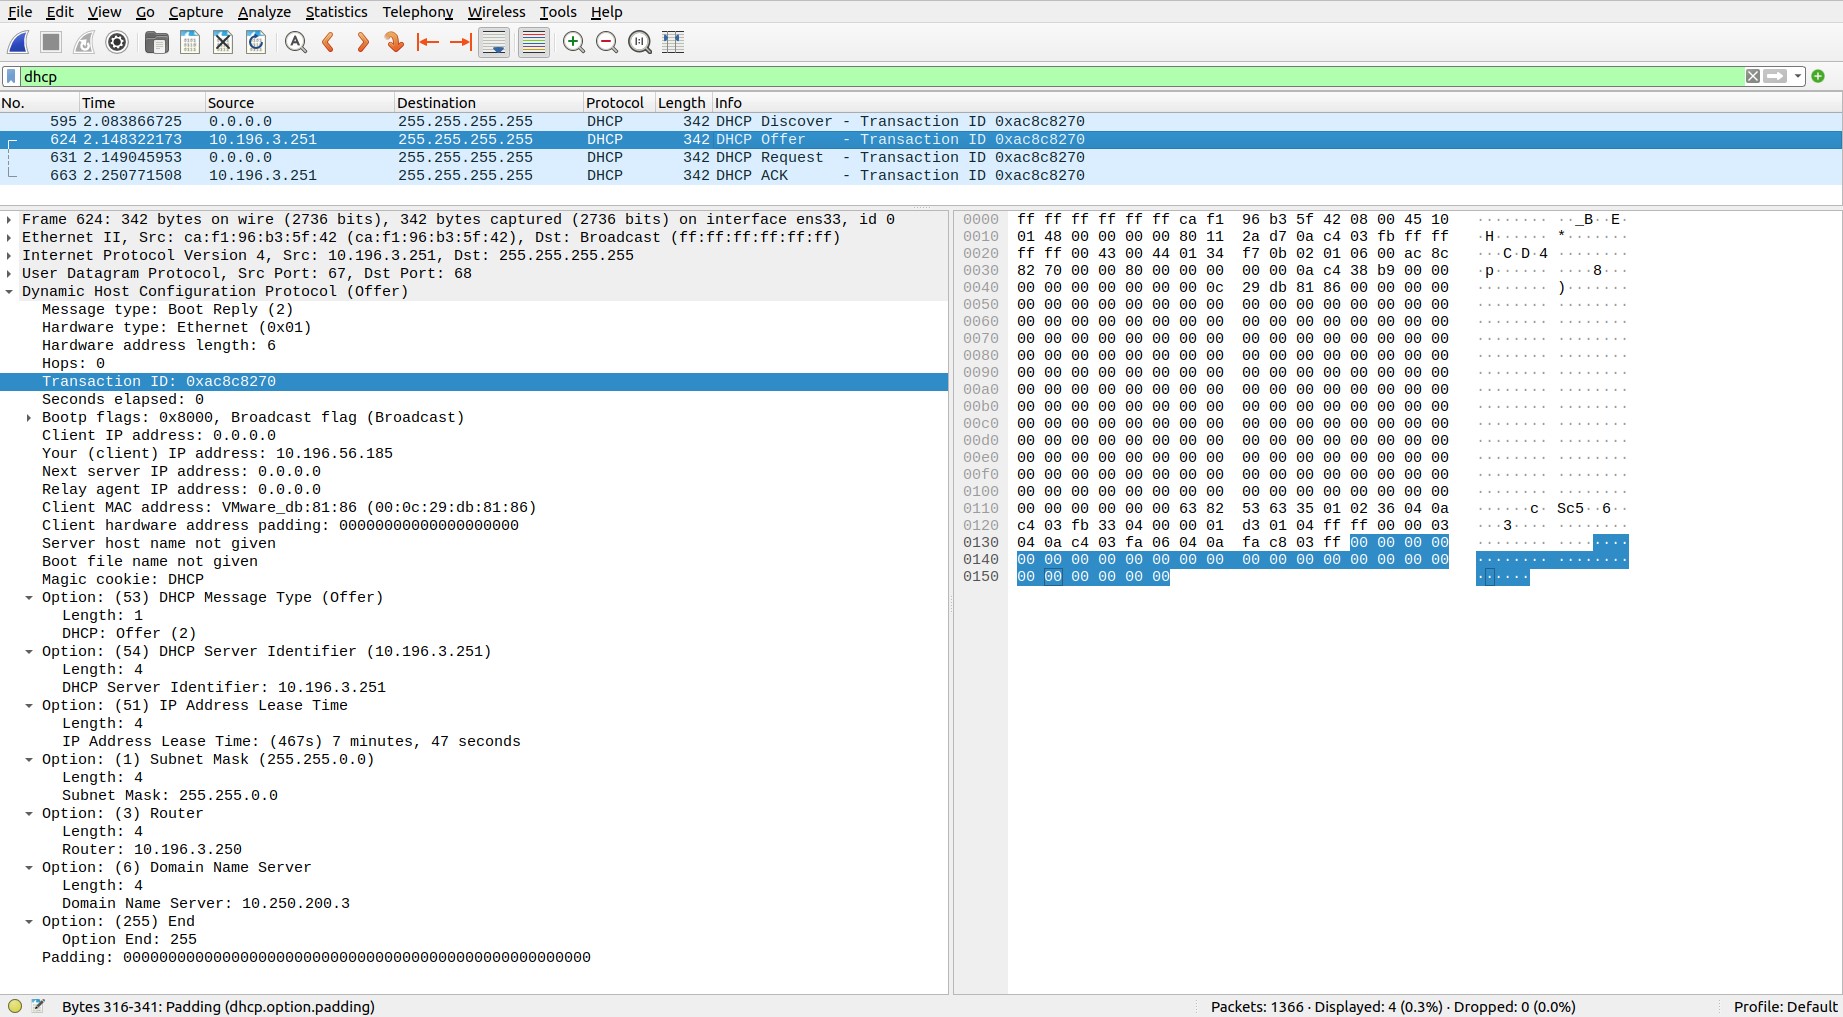 File Edit View Go Capture Analyze Statistics Telephony Wireless Tools Help
dhcp
No. Time Source Destination Protocol Length Info
595 2.083866725 0.0.0.0 255.255.255.255 DHCP 342 DHCP Discover - Transaction ID 0xac8c8270
624 2.148322173 10.196.3.251 255.255.255.255 DHCP 342 DHCP Offer - Transaction ID 0xac8c8270
631 2.149045953 0.0.0.0 255.255.255.255 DHCP 342 DHCP Request - Transaction ID 0xac8c8270
663 2.250771508 10.196.3.251 255.255.255.255 DHCP 342 DHCP ACK - Transaction ID 0xac8c8270
Frame 624: 342 bytes on wire (2736 bits), 342 bytes captured (2736 bits) on interface ens33, id 0
Ethernet II, Src: ca:f1:96:b3:5f:42 (ca:f1:96:b3:5f:42), Dst: Broadcast (ff:ff:ff:ff:ff:ff)
Internet Protocol Version 4, Src: 10.196.3.251, Dst: 255.255.255.255
User Datagram Protocol, Src Port: 67, Dst Port: 68
Dynamic Host Configuration Protocol (Offer)
Message type: Boot Reply (2)
Hardware type: Ethernet (0x01)
Hardware address length: 6
Hops: 0
Transaction ID: 0xac8c8270
Seconds elapsed: 0
Bootp flags: 0x8000, Broadcast flag (Broadcast)
Client IP address: 0.0.0.0
Your (client) IP address: 10.196.56.185
Next server IP address: 0.0.0.0
Relay agent IP address: 0.0.0.0
Client MAC address: VMware_db:81:86 (00:0c:29:db:81:86)
Client hardware address padding: 00000000000000000000
Server host name not given
Boot file name not given
Magic cookie: DHCP
Option: (53) DHCP Message Type (Offer)
Length: 1
DHCP: Offer (2)
Option: (54) DHCP Server Identifier (10.196.3.251)
Length: 4
DHCP Server Identifier: 10.196.3.251
Option: (51) IP Address Lease Time
Length: 4
IP Address Lease Time: (467s) 7 minutes, 47 seconds
Option: (1) Subnet Mask (255.255.0.0)
Length: 4
Subnet Mask: 255.255.0.0
Option: (3) Router
Length: 4
Router: 10.196.3.250
Option: (6) Domain Name Server
Length: 4
Domain Name Server: 10.250.200.3
Option: (255) End
Option End: 255
Padding: 0000000000000000000000000000000000000000000000000000
0000 ff ff ff ff ff ff ca f1 96 b3 5f 42 08 00 45 10 ········ ··_B··E·
0010 01 48 00 00 00 00 80 11 2a d7 0a c4 03 fb ff ff ·H······ *·······
0020 ff ff 00 43 00 44 01 34 f7 0b 02 01 06 00 ac 8c ···C·D·4 ········
0030 82 70 00 00 80 00 00 00 00 00 0a c4 38 b9 00 00 ·p······ ····8···
0040 00 00 00 00 00 00 00 0c 29 db 81 86 00 00 00 00 ········ )·······
0050 00 00 00 00 00 00 00 00 00 00 00 00 00 00 00 00 ········ ········
0060 00 00 00 00 00 00 00 00 00 00 00 00 00 00 00 00 ········ ········
0070 00 00 00 00 00 00 00 00 00 00 00 00 00 00 00 00 ········ ········
0080 00 00 00 00 00 00 00 00 00 00 00 00 00 00 00 00 ········ ········
0090 00 00 00 00 00 00 00 00 00 00 00 00 00 00 00 00 ········ ········
00a0 00 00 00 00 00 00 00 00 00 00 00 00 00 00 00 00 ········ ········
00b0 00 00 00 00 00 00 00 00 00 00 00 00 00 00 00 00 ········ ········
00c0 00 00 00 00 00 00 00 00 00 00 00 00 00 00 00 00 ········ ········
00d0 00 00 00 00 00 00 00 00 00 00 00 00 00 00 00 00 ········ ········
00e0 00 00 00 00 00 00 00 00 00 00 00 00 00 00 00 00 ········ ········
00f0 00 00 00 00 00 00 00 00 00 00 00 00 00 00 00 00 ········ ········
0100 00 00 00 00 00 00 00 00 00 00 00 00 00 00 00 00 ········ ········
0110 00 00 00 00 00 00 63 82 53 63 35 01 02 36 04 0a ······c· Sc5··6··
0120 c4 03 fb 33 04 00 00 01 d3 01 04 ff ff 00 00 03 ···3···· ········
0130 04 0a c4 03 fa 06 04 0a fa c8 03 ff 00 00 00 00 ········ ········
0140 00 00 00 00 00 00 00 00 00 00 00 00 00 00 00 00 ········ ········
0150 00 00 00 00 00 00 ······
Bytes 316-341: Padding (dhcp.option.padding)
Packets: 1366 · Displayed: 4 (0.3%) · Dropped: 0 (0.0%)
Profile: Default